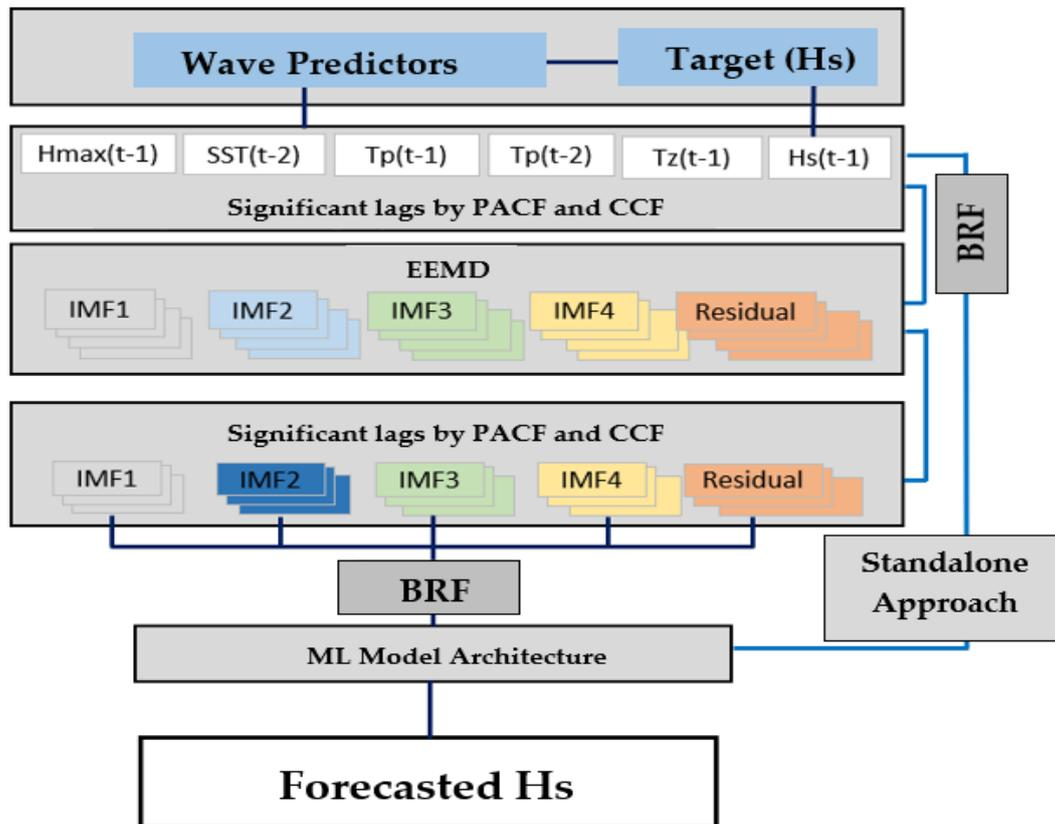 Wave Predictors
Target (Hs)
Hmax(t-1)
SST(t-2)
Tp(t-1)
Tp(t-2)
Tz(t-1)
Hs(t-1)
Significant lags by PACF and CCF
BRF
EEMD
IMF1
IMF2
IMF3
IMF4
Residual
Significant lags by PACF and CCF
IMF1
IMF2
IMF3
IMF4
Residual
Standalone
Approach
BRF
ML Model Architecture
Forecasted Hs